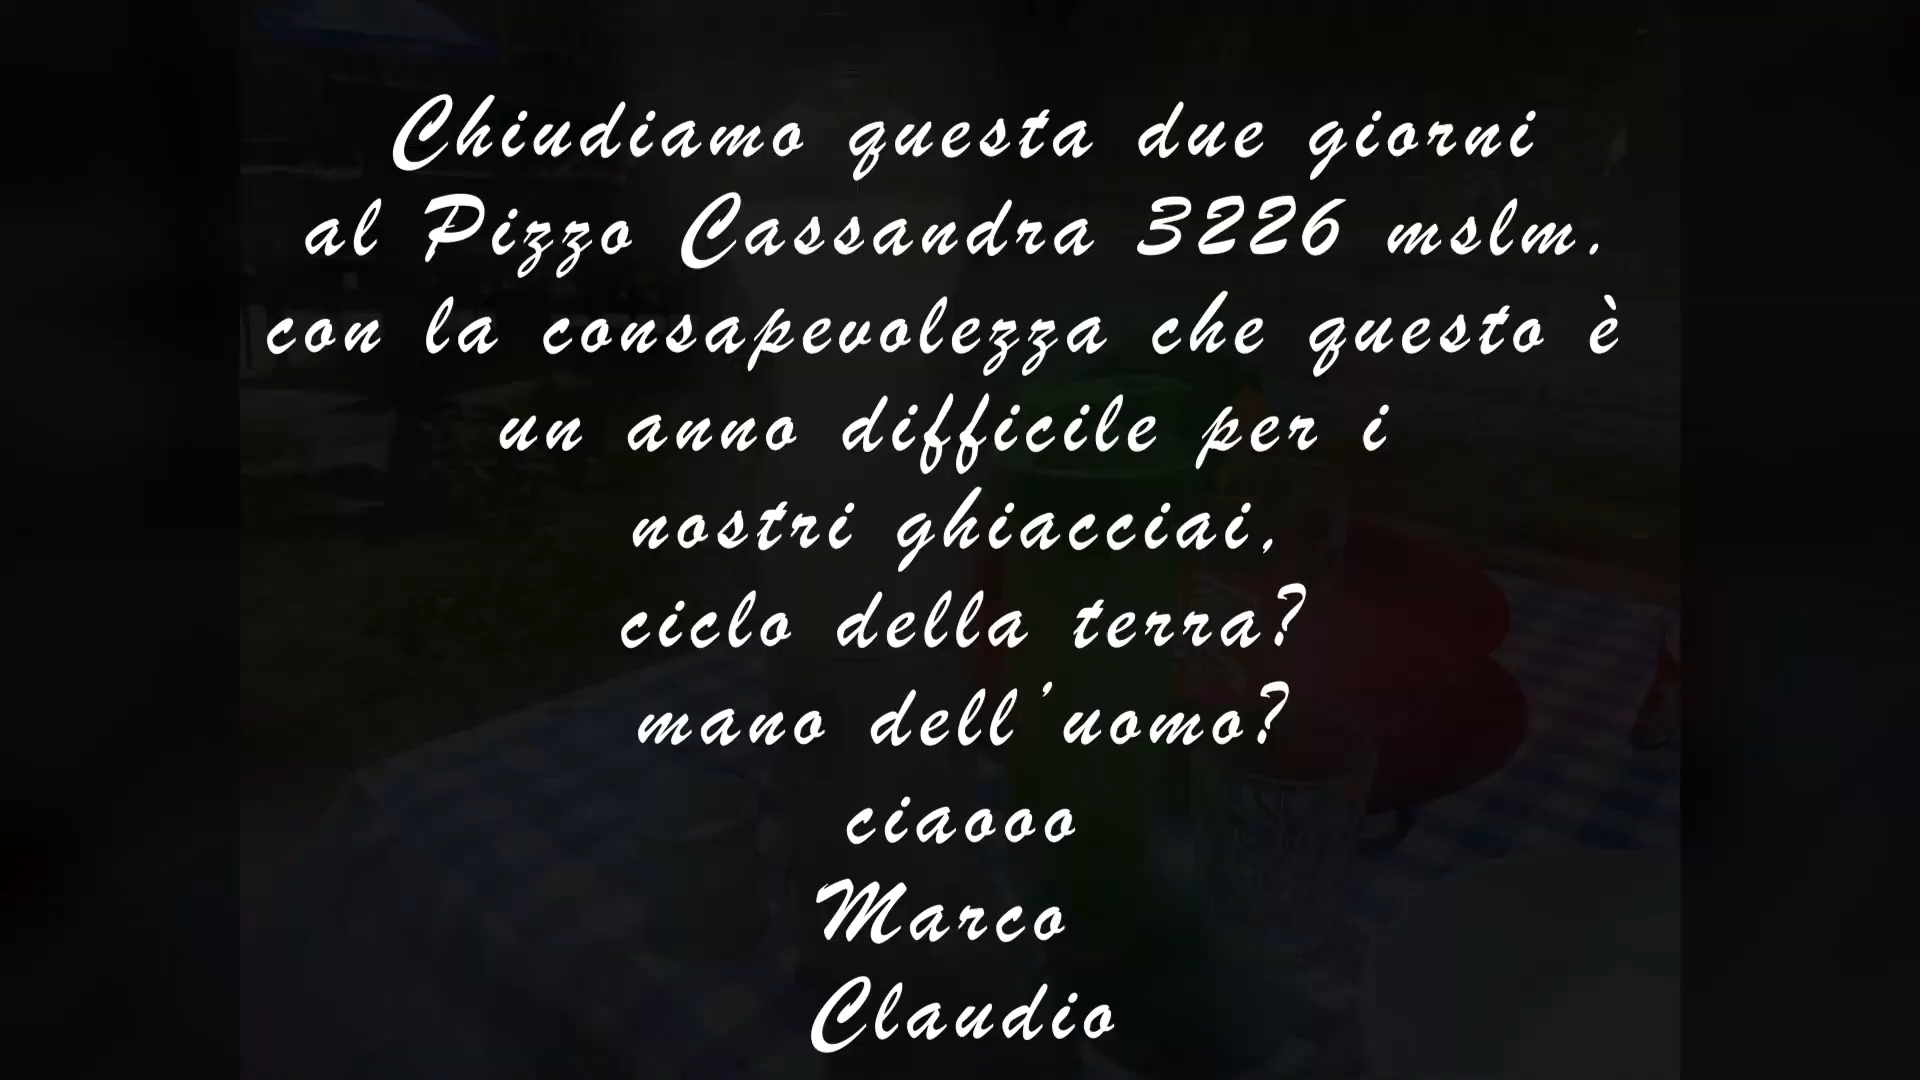 Chiudiamo questa due giorni
al Pizzo Cassandra 3226 mslm.
con la consapevolezza che questo è
un anno difficile per i
nostri ghiacciai,
ciclo della terra?
mano dell'uomo?
ciaooo
Marco
Claudio